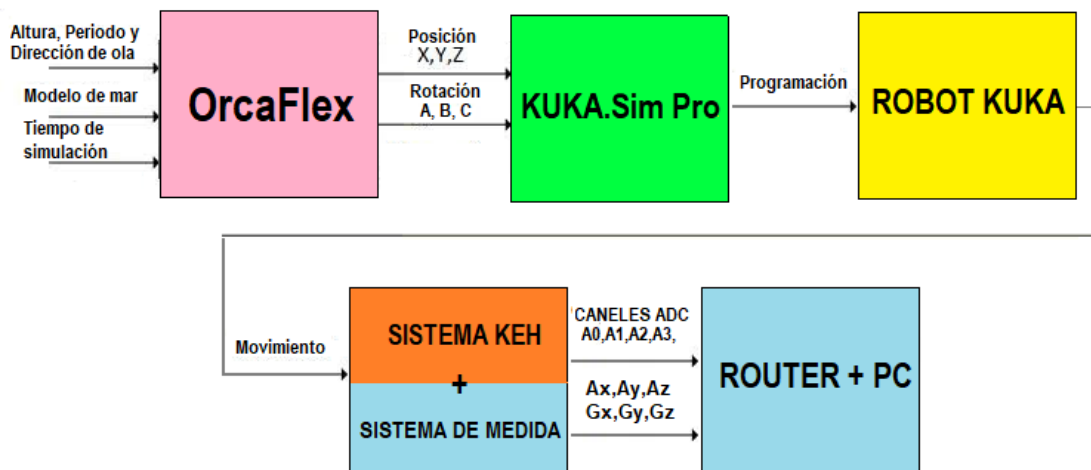 Altura, Periodo y
Dirección de ola
Modelo de mar
Tiempo de
simulación
OrcaFlex
Posición
X,Y,Z
Rotación
A, B, C
KUKA.Sim Pro
Programación
ROBOT KUKA
Movimiento
SISTEMA KEH
+
SISTEMA DE MEDIDA
CANELES ADC
A0,A1,A2,A3,
Ax,Ay,Az
Gx,Gy,Gz
ROUTER + PC